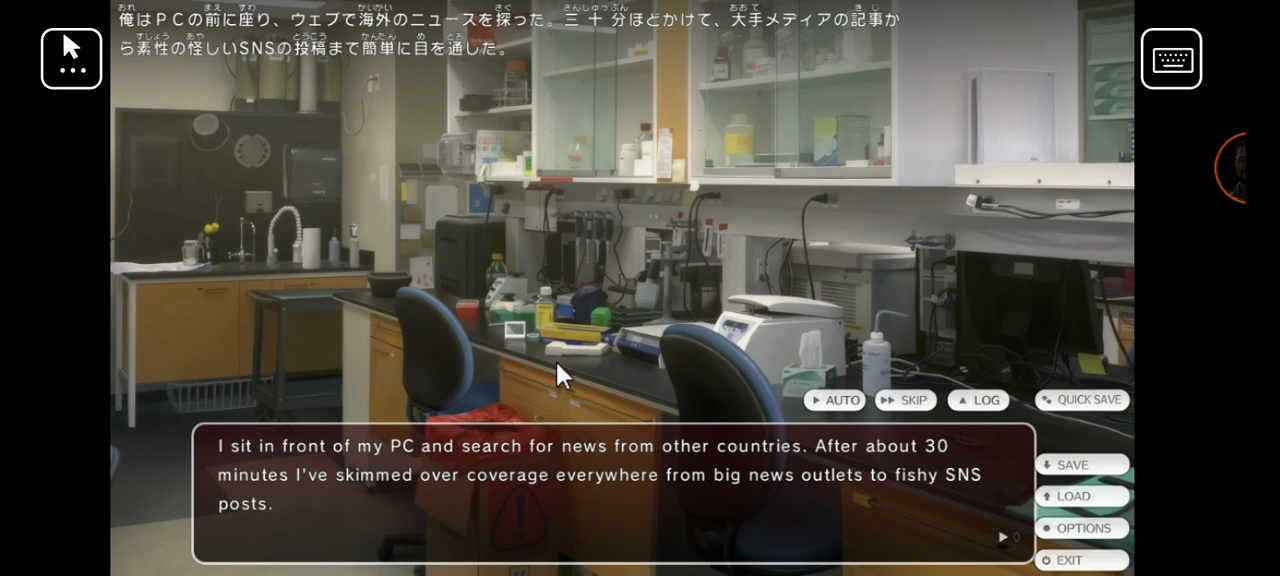 俺はＰＣの前に座り、ウェブで海外のニュースを探った。三十分ほどかけて、大手メディアの記事か
ら素性の怪しいSNSの投稿まで簡単に目を通した。
AUTO
SKIP
LOG
QUICK SAVE
I sit in front of my PC and search for news from other countries. After about 30
minutes I've skimmed over coverage everywhere from big news outlets to fishy SNS
posts.
0
SAVE
LOAD
OPTIONS
EXIT